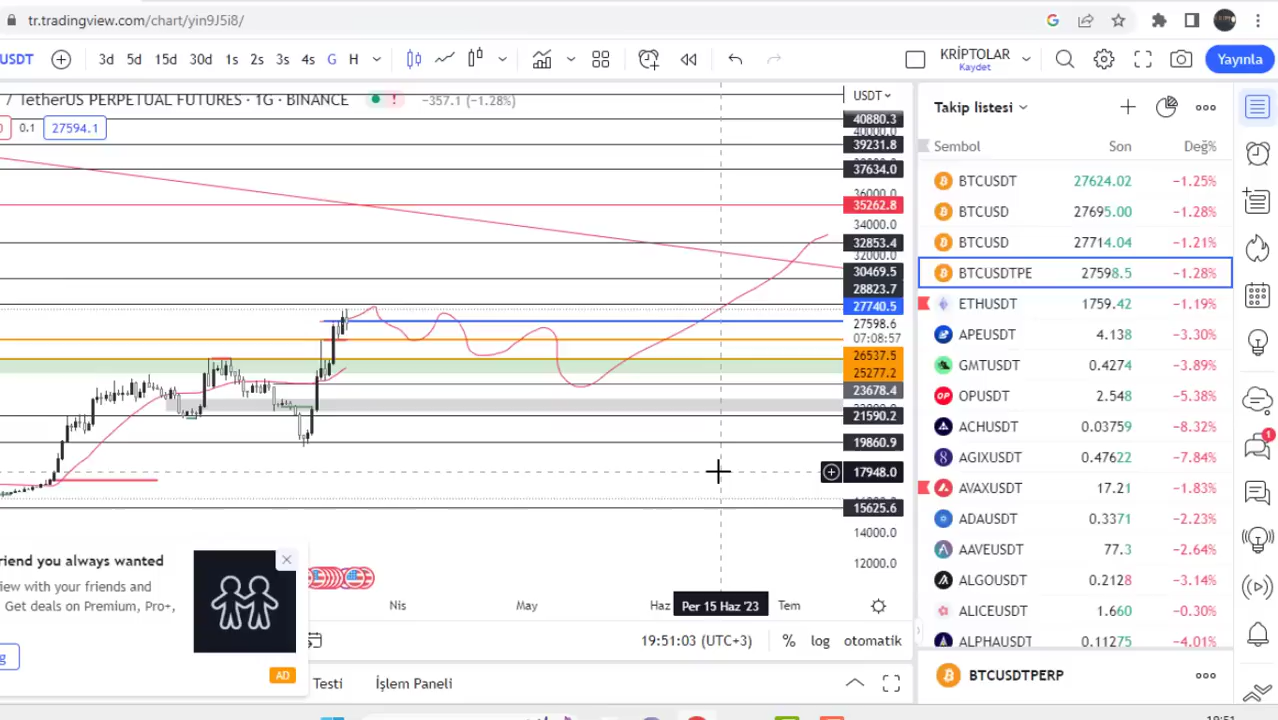 tr.tradingview.com/chart/yin9J5i8/
USDT 3d 5d 15d 30d 1s 2s 3s 4s G H KRİPTOLAR Kaydet Yayınla
/ TetherUS PERPETUAL FUTURES · 1G · BINANCE ! −357.1 (−1.28%)
0.1 27594.1
USDT
40880.3
40000.0
39231.8
37634.0
36000.0
35262.8
34000.0
32853.4
32000.0
30469.5
28823.7
27740.5
27598.6
07:08:57
26537.5
25277.2
23678.4
21590.2
19860.9
17948.0
15625.6
14000.0
12000.0
Nis May Haz Per 15 Haz '23 Tem
19:51:03 (UTC+3) % log otomatik
Testi İşlem Paneli
riend you always wanted
view with your friends and
Get deals on Premium, Pro+,
g
AD
Takip listesi
Sembol Son Değ%
BTCUSDT 27624.02 −1.25%
BTCUSD 27695.00 −1.28%
BTCUSD 27714.04 −1.21%
BTCUSDTPE 27598.5 −1.28%
ETHUSDT 1759.42 −1.19%
APEUSDT 4.138 −3.30%
GMTUSDT 0.4274 −3.89%
OPUSDT 2.548 −5.38%
ACHUSDT 0.03759 −8.32%
AGIXUSDT 0.47622 −7.84%
AVAXUSDT 17.21 −1.83%
ADAUSDT 0.3371 −2.23%
AAVEUSDT 77.3 −2.64%
ALGOUSDT 0.2128 −3.14%
ALICEUSDT 1.660 −0.30%
ALPHAUSDT 0.11275 −4.01%
BTCUSDTPERP
1